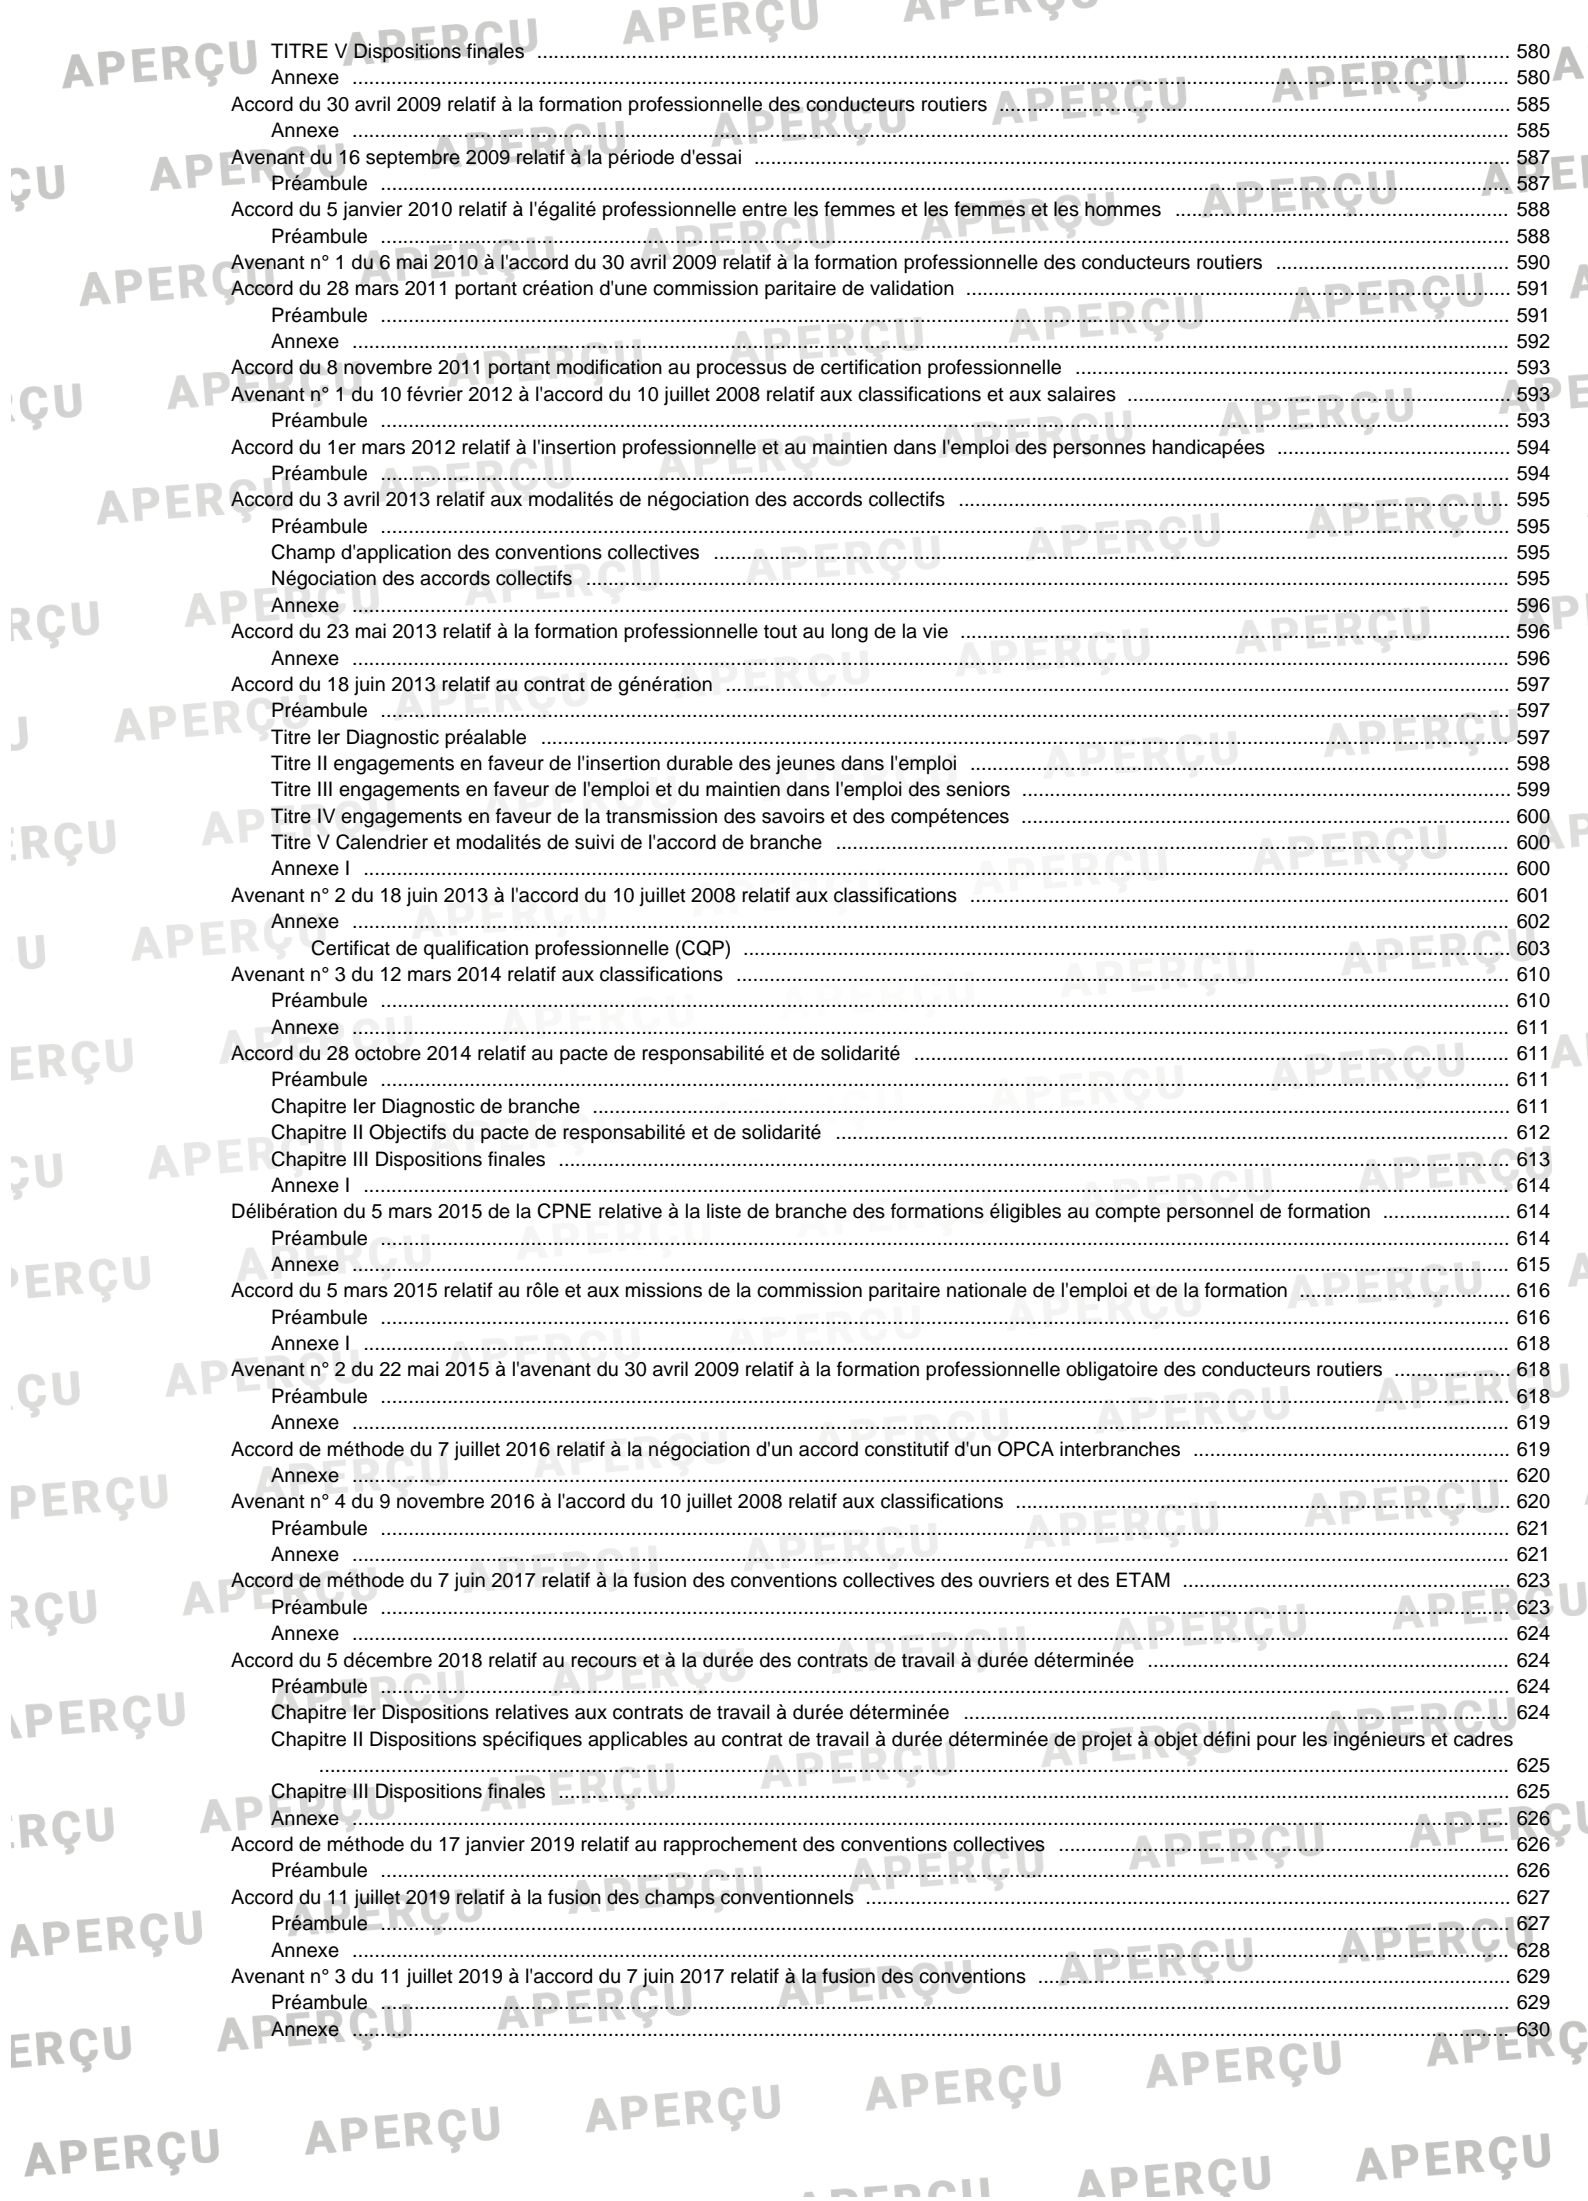 TITRE V Dispositions finales ........ 580
Annexe ........ 580
Accord du 30 avril 2009 relatif à la formation professionnelle des conducteurs routiers ........ 585
Annexe ........ 585
Avenant du 16 septembre 2009 relatif à la période d'essai ........ 587
Préambule ........ 587
Accord du 5 janvier 2010 relatif à l'égalité professionnelle entre les femmes et les femmes et les hommes ........ 588
Préambule ........ 588
Avenant n° 1 du 6 mai 2010 à l'accord du 30 avril 2009 relatif à la formation professionnelle des conducteurs routiers ........ 590
Accord du 28 mars 2011 portant création d'une commission paritaire de validation ........ 591
Préambule ........ 591
Annexe ........ 592
Accord du 8 novembre 2011 portant modification au processus de certification professionnelle ........ 593
Avenant n° 1 du 10 février 2012 à l'accord du 10 juillet 2008 relatif aux classifications et aux salaires ........ 593
Préambule ........ 593
Accord du 1er mars 2012 relatif à l'insertion professionnelle et au maintien dans l'emploi des personnes handicapées ........ 594
Préambule ........ 594
Accord du 3 avril 2013 relatif aux modalités de négociation des accords collectifs ........ 595
Préambule ........ 595
Champ d'application des conventions collectives ........ 595
Négociation des accords collectifs ........ 595
Annexe ........ 596
Accord du 23 mai 2013 relatif à la formation professionnelle tout au long de la vie ........ 596
Annexe ........ 596
Accord du 18 juin 2013 relatif au contrat de génération ........ 597
Préambule ........ 597
Titre Ier Diagnostic préalable ........ 597
Titre II engagements en faveur de l'insertion durable des jeunes dans l'emploi ........ 598
Titre III engagements en faveur de l'emploi et du maintien dans l'emploi des seniors ........ 599
Titre IV engagements en faveur de la transmission des savoirs et des compétences ........ 600
Titre V Calendrier et modalités de suivi de l'accord de branche ........ 600
Annexe I ........ 600
Avenant n° 2 du 18 juin 2013 à l'accord du 10 juillet 2008 relatif aux classifications ........ 601
Annexe ........ 602
Certificat de qualification professionnelle (CQP) ........ 603
Avenant n° 3 du 12 mars 2014 relatif aux classifications ........ 610
Préambule ........ 610
Annexe ........ 611
Accord du 28 octobre 2014 relatif au pacte de responsabilité et de solidarité ........ 611
Préambule ........ 611
Chapitre Ier Diagnostic de branche ........ 611
Chapitre II Objectifs du pacte de responsabilité et de solidarité ........ 612
Chapitre III Dispositions finales ........ 613
Annexe I ........ 614
Délibération du 5 mars 2015 de la CPNE relative à la liste de branche des formations éligibles au compte personnel de formation ........ 614
Préambule ........ 614
Annexe ........ 615
Accord du 5 mars 2015 relatif au rôle et aux missions de la commission paritaire nationale de l'emploi et de la formation ........ 616
Préambule ........ 616
Annexe I ........ 618
Avenant n° 2 du 22 mai 2015 à l'avenant du 30 avril 2009 relatif à la formation professionnelle obligatoire des conducteurs routiers ........ 618
Préambule ........ 618
Annexe ........ 619
Accord de méthode du 7 juillet 2016 relatif à la négociation d'un accord constitutif d'un OPCA interbranches ........ 619
Annexe ........ 620
Avenant n° 4 du 9 novembre 2016 à l'accord du 10 juillet 2008 relatif aux classifications ........ 620
Préambule ........ 621
Annexe ........ 621
Accord de méthode du 7 juin 2017 relatif à la fusion des conventions collectives des ouvriers et des ETAM ........ 623
Préambule ........ 623
Annexe ........ 624
Accord du 5 décembre 2018 relatif au recours et à la durée des contrats de travail à durée déterminée ........ 624
Préambule ........ 624
Chapitre Ier Dispositions relatives aux contrats de travail à durée déterminée ........ 624
Chapitre II Dispositions spécifiques applicables au contrat de travail à durée déterminée de projet à objet défini pour les ingénieurs et cadres
........ 625
Chapitre III Dispositions finales ........ 625
Annexe ........ 626
Accord de méthode du 17 janvier 2019 relatif au rapprochement des conventions collectives ........ 626
Préambule ........ 626
Accord du 11 juillet 2019 relatif à la fusion des champs conventionnels ........ 627
Préambule ........ 627
Annexe ........ 628
Avenant n° 3 du 11 juillet 2019 à l'accord du 7 juin 2017 relatif à la fusion des conventions ........ 629
Préambule ........ 629
Annexe ........ 630
APERÇU